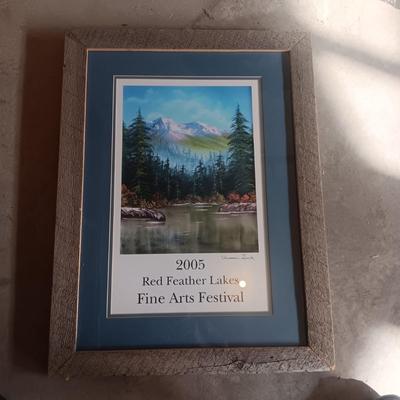 2005
Red Feather Lakes
Fine Arts Festival